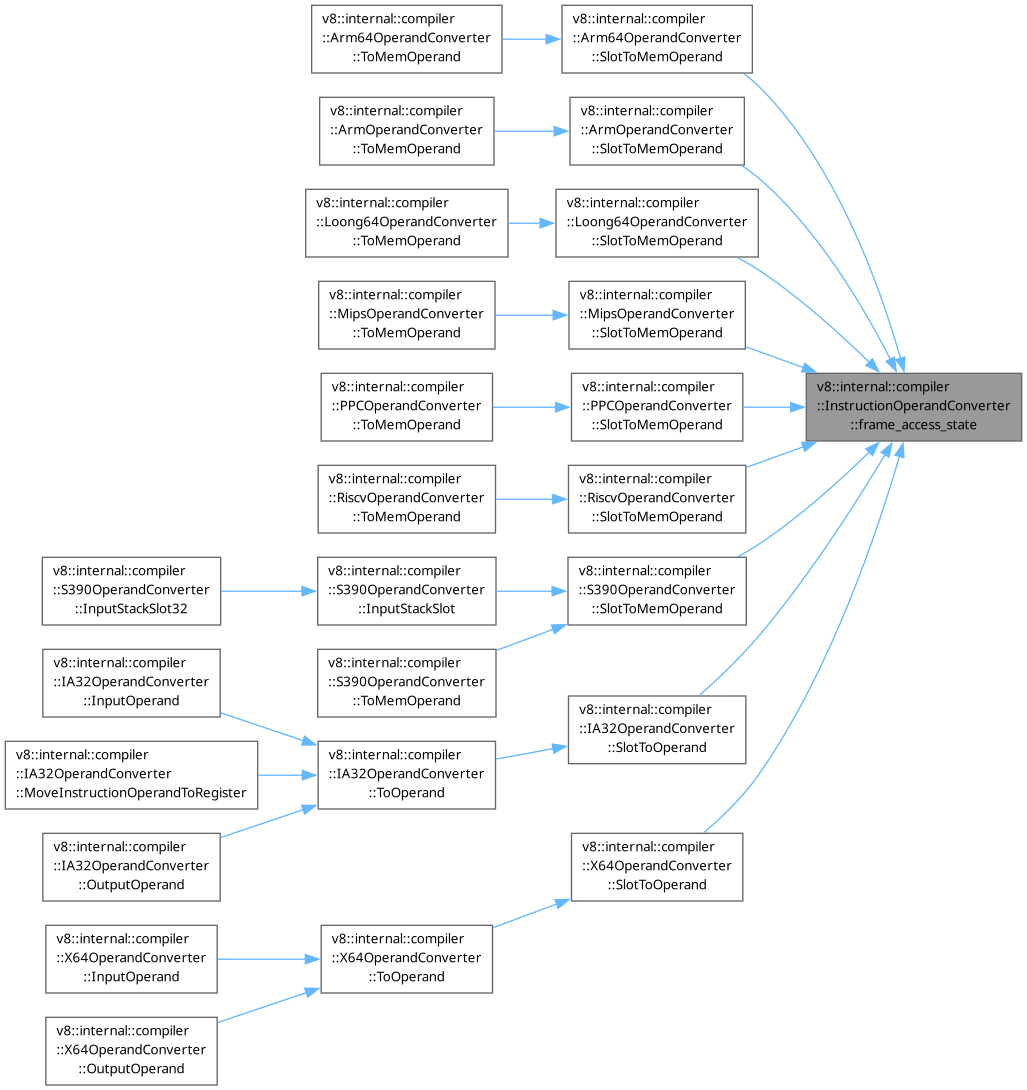 v8::internal::compiler
::Arm64OperandConverter
::ToMemOperand
v8::internal::compiler
::Arm64OperandConverter
::SlotToMemOperand
v8::internal::compiler
::ArmOperandConverter
::ToMemOperand
v8::internal::compiler
::ArmOperandConverter
::SlotToMemOperand
v8::internal::compiler
::Loong64OperandConverter
::ToMemOperand
v8::internal::compiler
::Loong64OperandConverter
::SlotToMemOperand
v8::internal::compiler
::MipsOperandConverter
::ToMemOperand
v8::internal::compiler
::MipsOperandConverter
::SlotToMemOperand
v8::internal::compiler
::PPCOperandConverter
::ToMemOperand
v8::internal::compiler
::PPCOperandConverter
::SlotToMemOperand
v8::internal::compiler
::InstructionOperandConverter
::frame_access_state
v8::internal::compiler
::RiscvOperandConverter
::ToMemOperand
v8::internal::compiler
::RiscvOperandConverter
::SlotToMemOperand
v8::internal::compiler
::S390OperandConverter
::InputStackSlot32
v8::internal::compiler
::S390OperandConverter
::InputStackSlot
v8::internal::compiler
::S390OperandConverter
::SlotToMemOperand
v8::internal::compiler
::IA32OperandConverter
::InputOperand
v8::internal::compiler
::S390OperandConverter
::ToMemOperand
v8::internal::compiler
::IA32OperandConverter
::SlotToOperand
v8::internal::compiler
::IA32OperandConverter
::MoveInstructionOperandToRegister
v8::internal::compiler
::IA32OperandConverter
::ToOperand
v8::internal::compiler
::IA32OperandConverter
::OutputOperand
v8::internal::compiler
::X64OperandConverter
::SlotToOperand
v8::internal::compiler
::X64OperandConverter
::InputOperand
v8::internal::compiler
::X64OperandConverter
::ToOperand
v8::internal::compiler
::X64OperandConverter
::OutputOperand